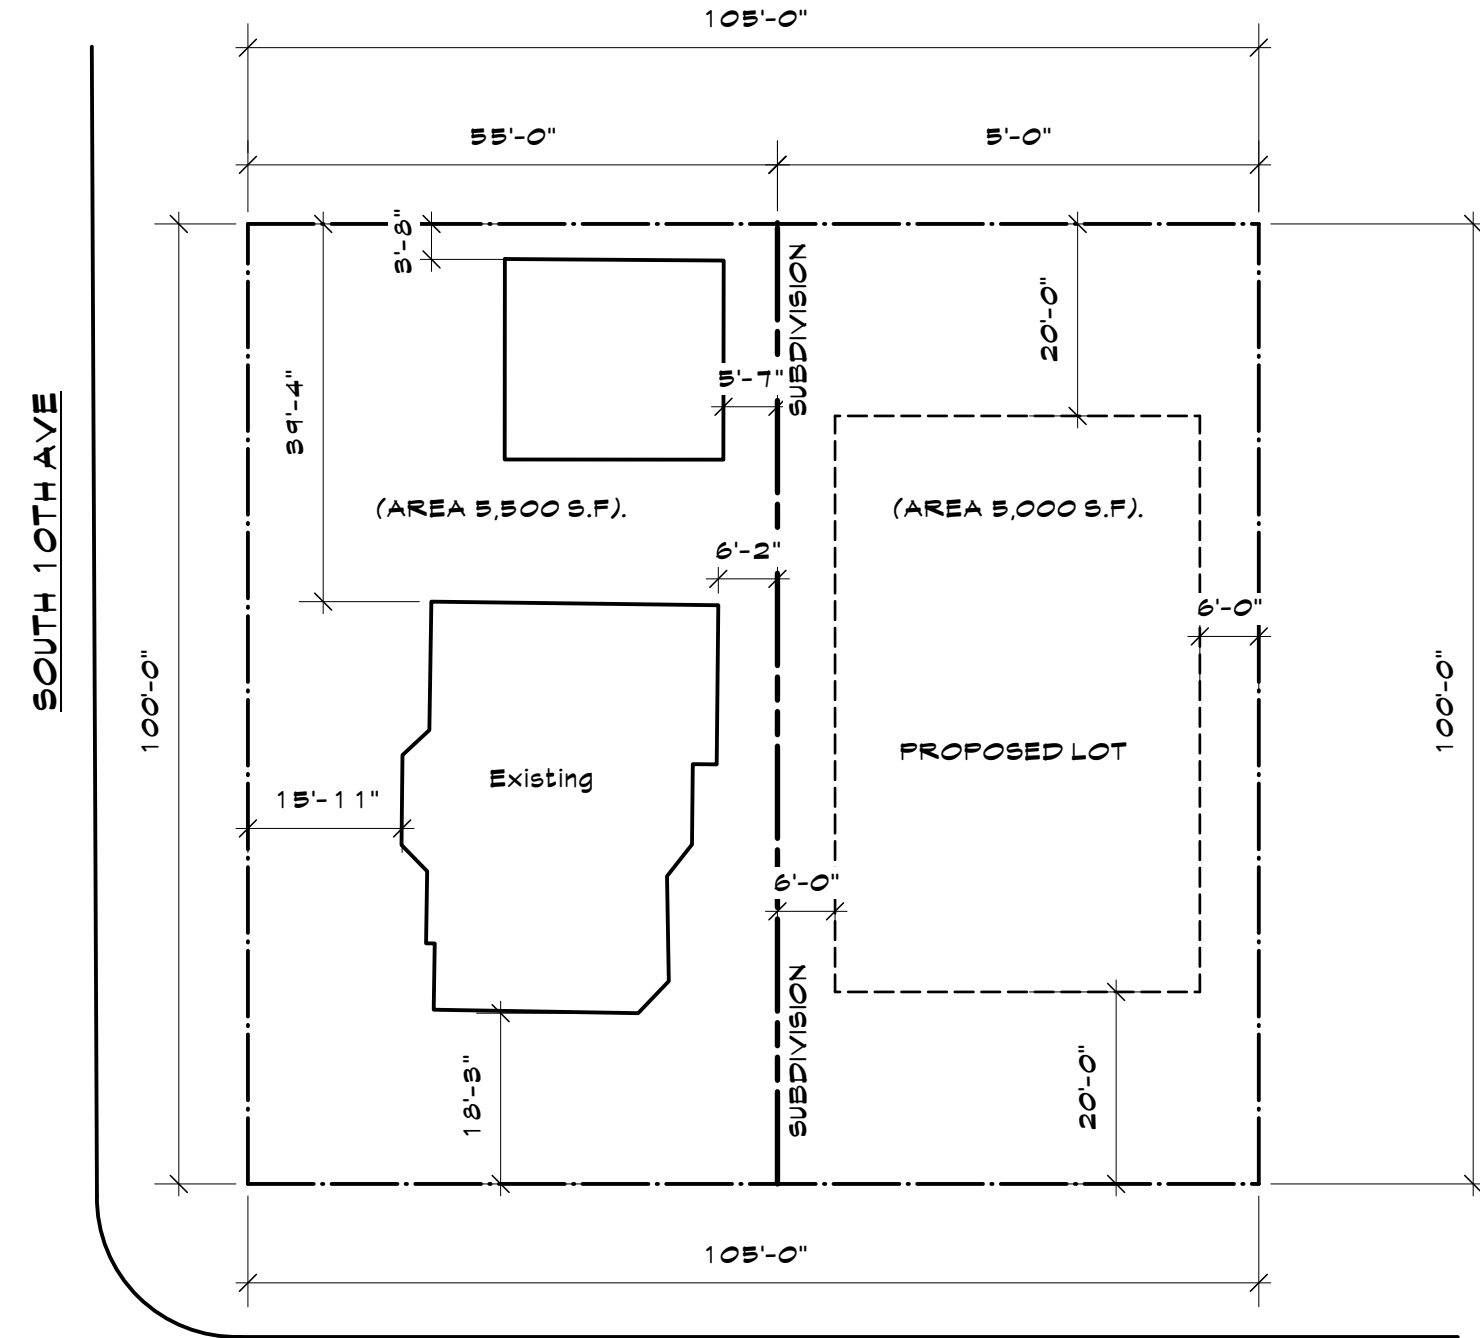 105'-0"
55'-0"
5'-0"
3'-8"
SUBDIVISION
20'-0"
5'-7"
39'-4"
SOUTH 10TH AVE
(AREA 5,500 S.F).
(AREA 5,000 S.F).
6'-2"
6'-0"
100'-0"
100'-0"
PROPOSED LOT
Existing
15'-11"
6'-0"
SUBDIVISION
18'-3"
20'-0"
105'-0"